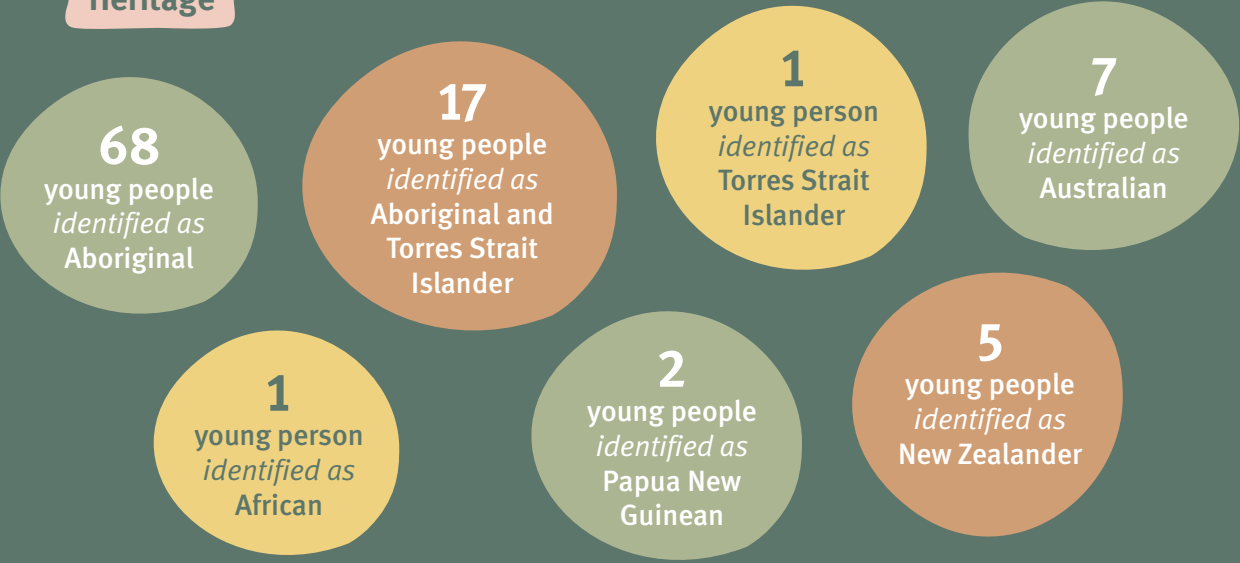 heritage
68
young people
identified as
Aboriginal
17
young people
identified as
Aboriginal and
Torres Strait
Islander
1
young person
identified as
Torres Strait
Islander
7
young people
identified as
Australian
1
young person
identified as
African
2
young people
identified as
Papua New
Guinean
5
young people
identified as
New Zealander